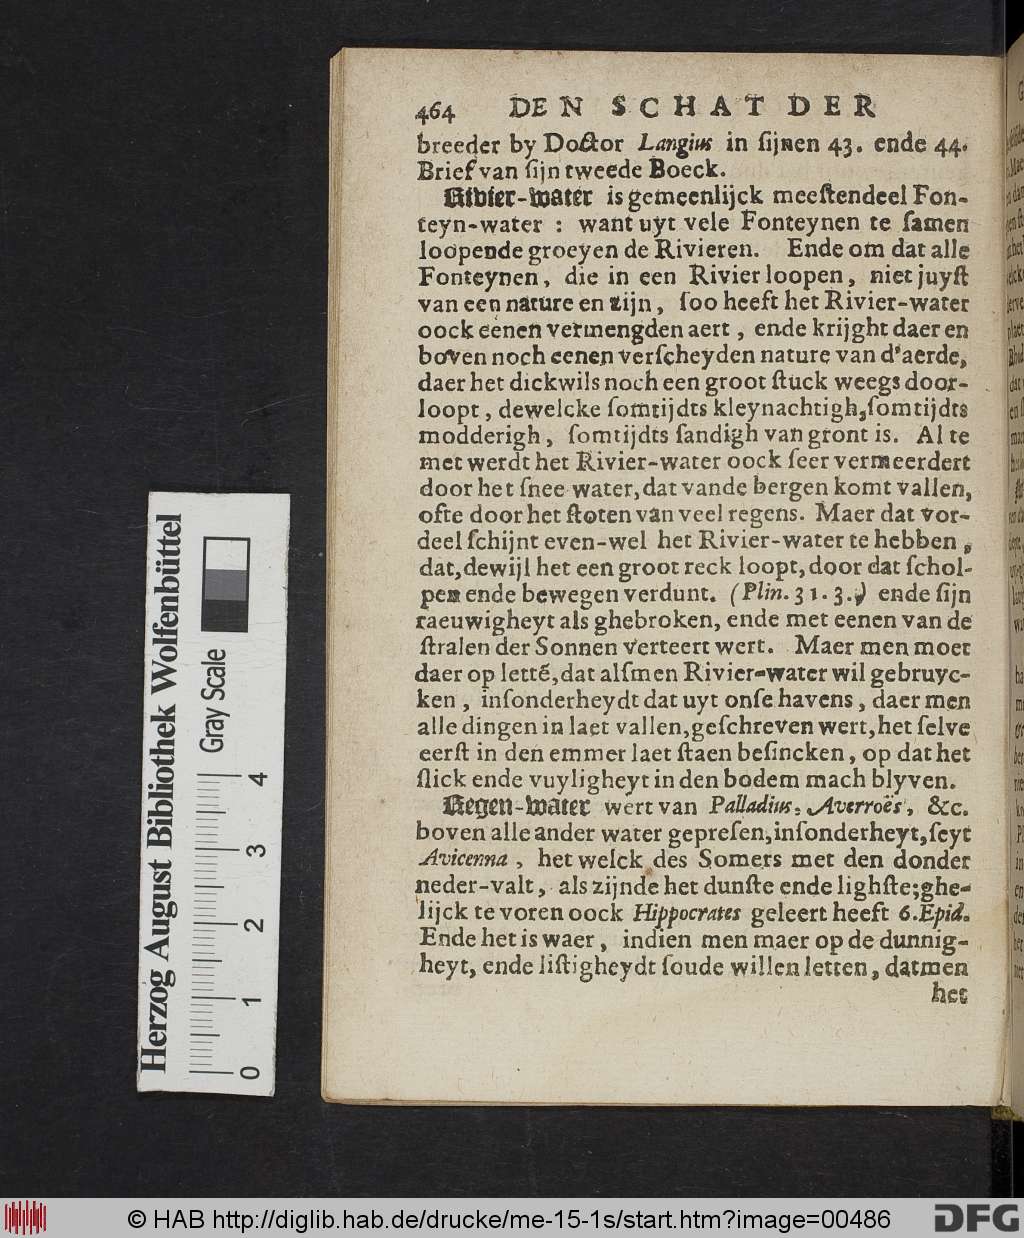 464 DEN SCHAT DER
breeder by Doctor Langius in ſijnen 43. ende 44.
Brief van ſijn tweede Boeck.
Rivier-water is gemeenlijck meeſtendeel Fon-
teyn-water : want uyt vele Fonteynen te ſamen
loopende groeyen de Rivieren. Ende om dat alle
Fonteynen, die in een Rivier loopen, niet juyſt
van een nature en zijn, ſoo heeft het Rivier-water
oock eenen vermengden aert, ende krijght daer en
boven noch eenen verſcheyden nature van d'aerde,
daer het dickwils noch een groot ſtuck weegs door-
loopt, dewelcke ſomtijdts kleynachtigh, ſomtijdts
modderigh, ſomtijdts ſandigh van gront is. Al te
met werdt het Rivier-water oock ſeer vermeerdert
door het ſnee water, dat vande bergen komt vallen,
ofte door het ſtoten van veel regens. Maer dat vor-
deel ſchijnt even-wel het Rivier-water te hebben,
dat, dewijl het een groot reck loopt, door dat ſchol-
pen ende bewegen verdunt. (Plin. 31. 3.) ende ſijn
raeuwigheyt als ghebroken, ende met eenen van de
ſtralen der Sonnen verteert wert. Maer men moet
daer op lettē, dat alſmen Rivier-water wil gebruyc-
ken, inſonderheydt dat uyt onſe havens, daer men
alle dingen in laet vallen, geſchreven wert, het ſelve
eerſt in den emmer laet ſtaen beſincken, op dat het
ſlick ende vuyligheyt in den bodem mach blyven.
Regen-water wert van Palladius, Averroës, &c.
boven alle ander water gepreſen, inſonderheyt, ſeyt
Avicenna, het welck des Somers met den donder
neder-valt, als zijnde het dunſte ende lighſte; ghe-
lijck te voren oock Hippocrates geleert heeft 6. Epid.
Ende het is waer, indien men maer op de dunnig-
heyt, ende liſtigheydt ſoude willen letten, datmen
het
Herzog August Bibliothek Wolfenbüttel
Gray Scale
0 1 2 3 4
© HAB http://diglib.hab.de/drucke/me-15-1s/start.htm?image=00486
DFG